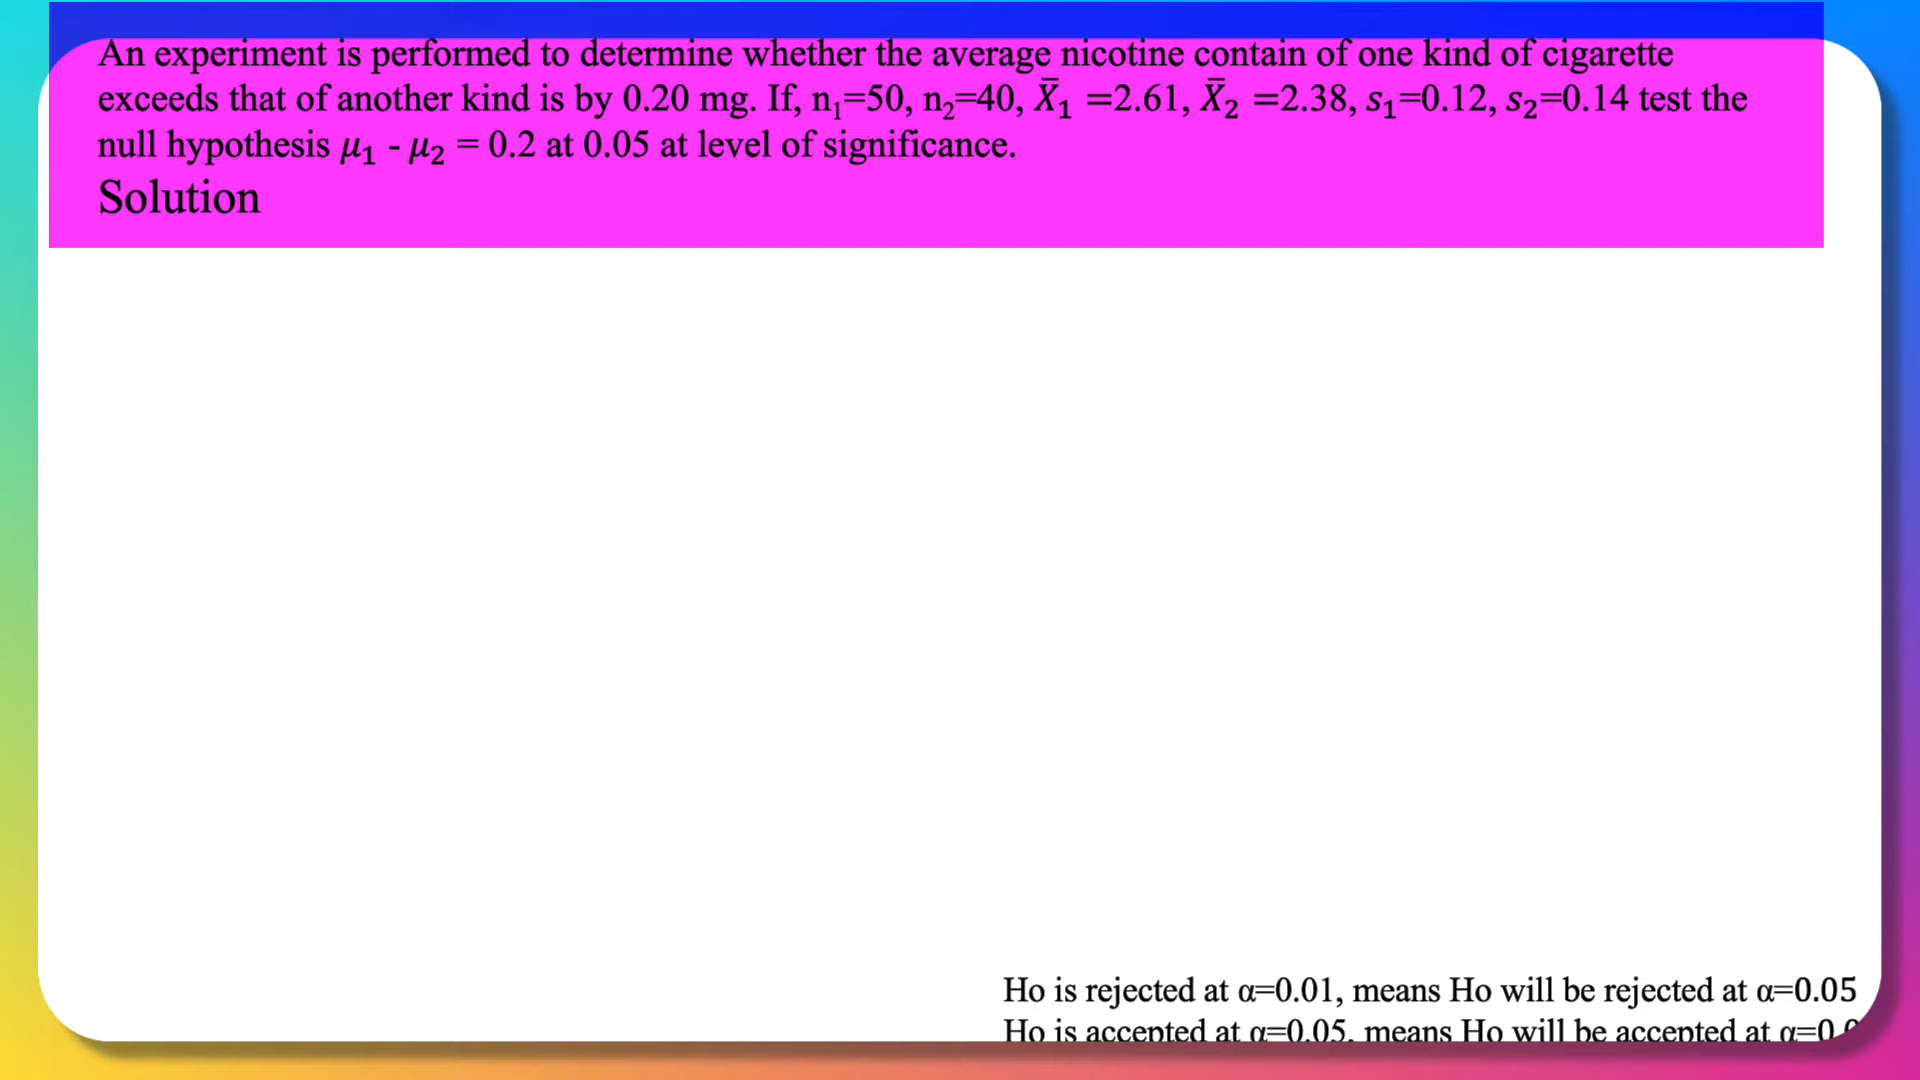 An experiment is performed to determine whether the average nicotine contain of one kind of cigarette
exceeds that of another kind is by 0.20 mg. If, n₁=50, n₂=40, X̄₁ =2.61, X̄₂ =2.38, s₁=0.12, s₂=0.14 test the
null hypothesis μ₁ - μ₂ = 0.2 at 0.05 at level of significance.
Solution
Ho is rejected at α=0.01, means Ho will be rejected at α=0.05
Ho is accepted at α=0.05, means Ho will be accepted at